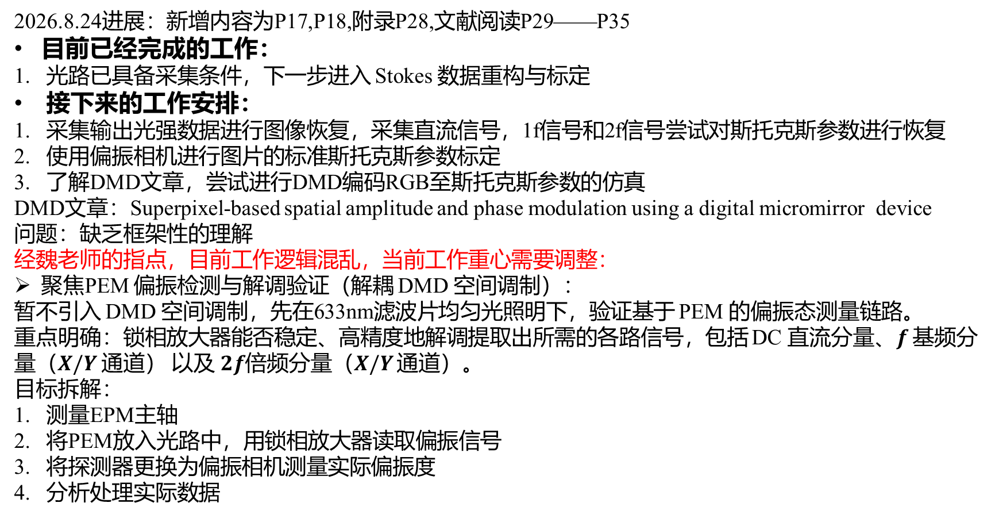 2026.8.24进展：新增内容为P17,P18,附录P28,文献阅读P29——P35
• 目前已经完成的工作：
1. 光路已具备采集条件，下一步进入 Stokes 数据重构与标定
• 接下来的工作安排：
1. 采集输出光强数据进行图像恢复，采集直流信号，1f信号和2f信号尝试对斯托克斯参数进行恢复
2. 使用偏振相机进行图片的标准斯托克斯参数标定
3. 了解DMD文章，尝试进行DMD编码RGB至斯托克斯参数的仿真
DMD文章：Superpixel-based spatial amplitude and phase modulation using a digital micromirror device
问题：缺乏框架性的理解
经魏老师的指点，目前工作逻辑混乱，当前工作重心需要调整：
➢ 聚焦PEM 偏振检测与解调验证（解耦 DMD 空间调制）：
暂不引入 DMD 空间调制，先在633nm滤波片均匀光照明下，验证基于 PEM 的偏振态测量链路。
重点明确：锁相放大器能否稳定、高精度地解调提取出所需的各路信号，包括 DC 直流分量、f 基频分
量（X/Y 通道） 以及 2f倍频分量（X/Y 通道）。
目标拆解：
1. 测量EPM主轴
2. 将PEM放入光路中，用锁相放大器读取偏振信号
3. 将探测器更换为偏振相机测量实际偏振度
4. 分析处理实际数据